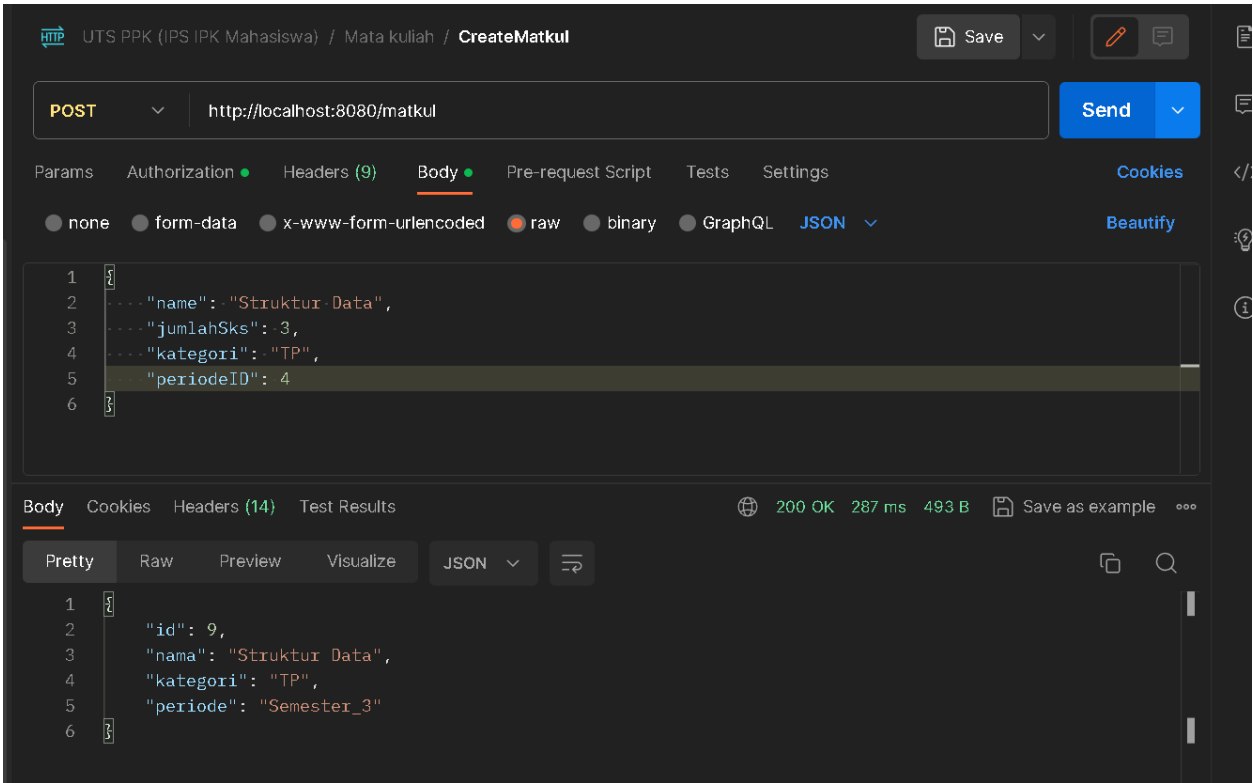 HTTP UTS PPK (IPS IPK Mahasiswa) / Mata kuliah / CreateMatkul Save
POST http://localhost:8080/matkul Send
Params Authorization Headers (9) Body Pre-request Script Tests Settings Cookies
none form-data x-www-form-urlencoded raw binary GraphQL JSON Beautify
1 {
2 "name": "Struktur Data",
3 "jumlahSks": 3,
4 "kategori": "TP",
5 "periodeID": 4
6 }
Body Cookies Headers (14) Test Results 200 OK 287 ms 493 B Save as example
Pretty Raw Preview Visualize JSON
1 {
2 "id": 9,
3 "nama": "Struktur Data",
4 "kategori": "TP",
5 "periode": "Semester_3"
6 }